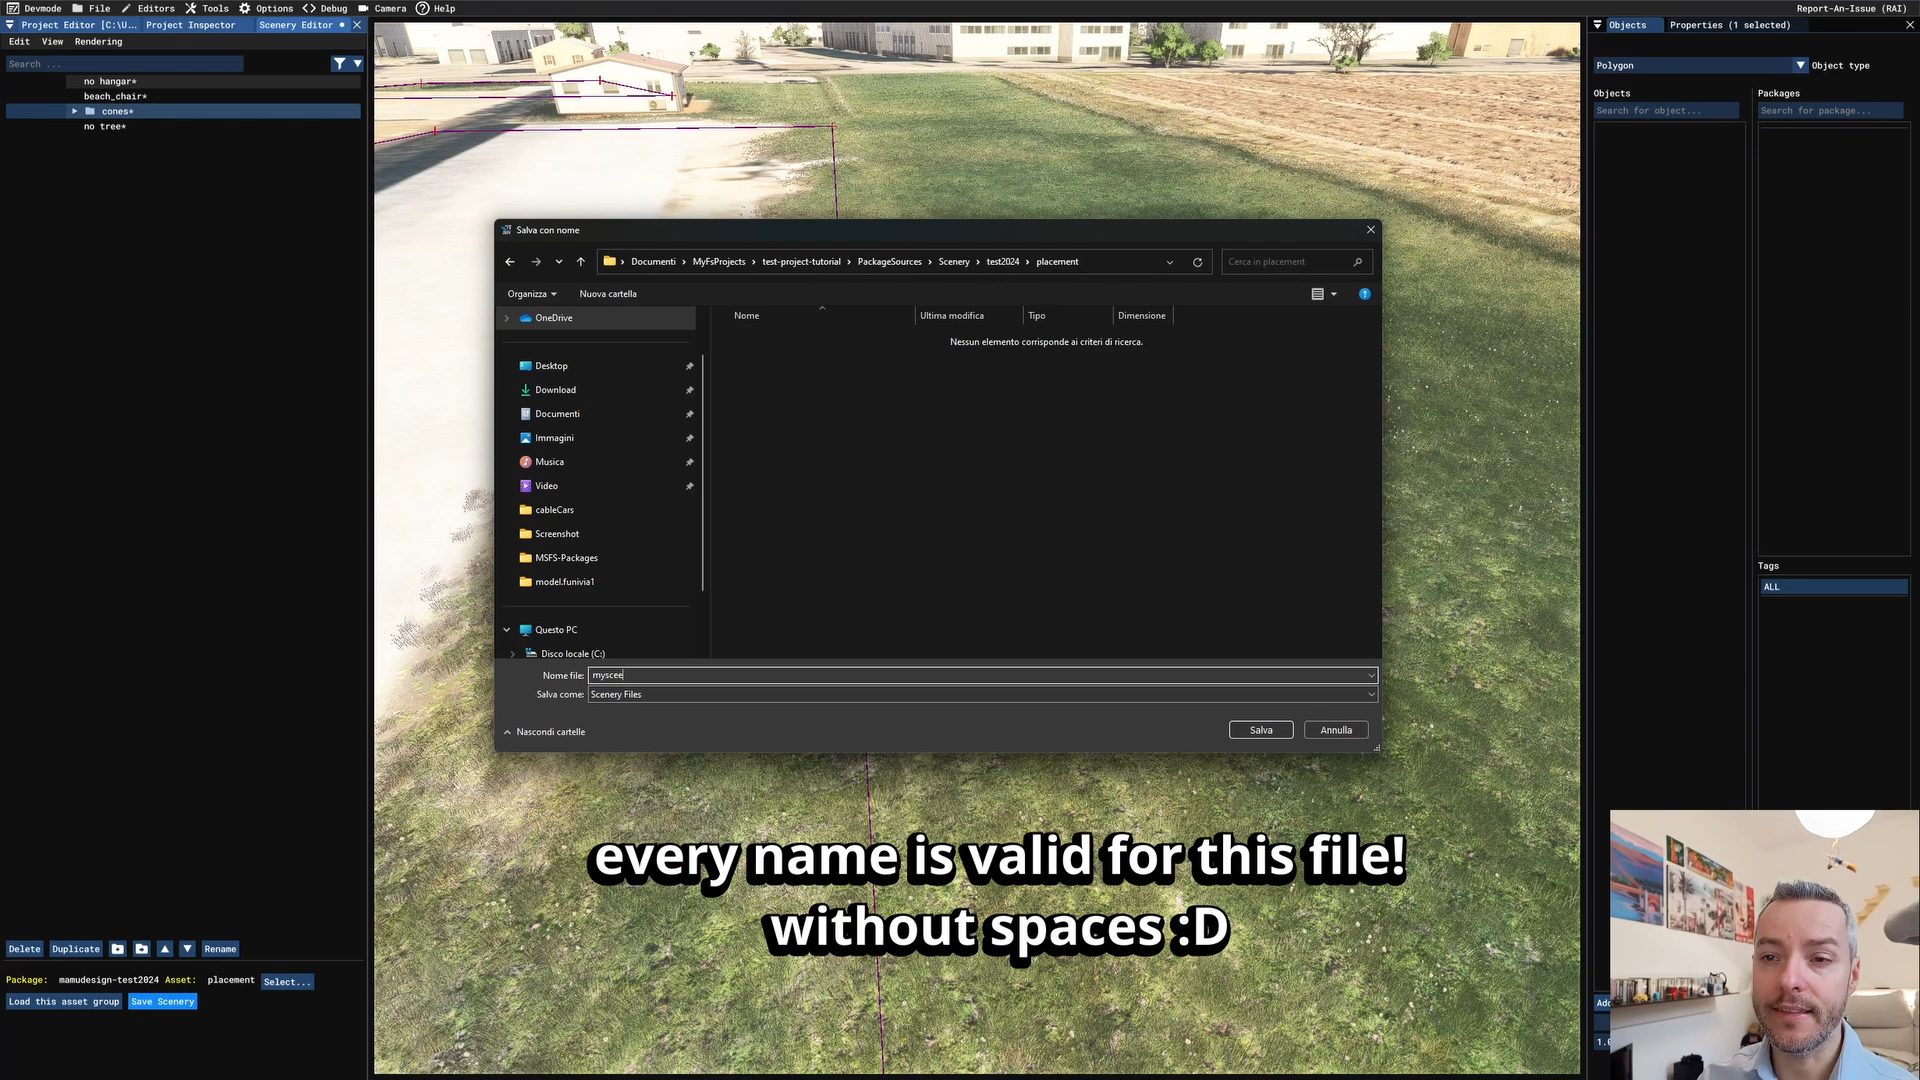 Devmode File Editors Tools Options Debug Camera Help Report-An-Issue (RAI)
Project Editor [C:\U... Project Inspector Scenery Editor
Edit View Rendering
Search ...
no hangar*
beach_chair*
cones*
no tree*
Delete Duplicate Rename
Package: mamudesign-test2024 Asset: placement Select...
Load this asset group Save Scenery
Salva con nome
Documenti MyFsProjects test-project-tutorial PackageSources Scenery test2024 placement
Cerca in placement
Organizza Nuova cartella
OneDrive
Desktop
Download
Documenti
Immagini
Musica
Video
cableCars
Screenshot
MSFS-Packages
model.funivia1
Questo PC
Disco locale (C:)
Nome Ultima modifica Tipo Dimensione
Nessun elemento corrisponde ai criteri di ricerca.
Nome file: myscee
Salva come: Scenery Files
Nascondi cartelle
Salva Annulla
every name is valid for this file!
without spaces :D
Objects Properties (1 selected)
Polygon Object type
Objects Packages
Search for object... Search for package...
Tags
ALL